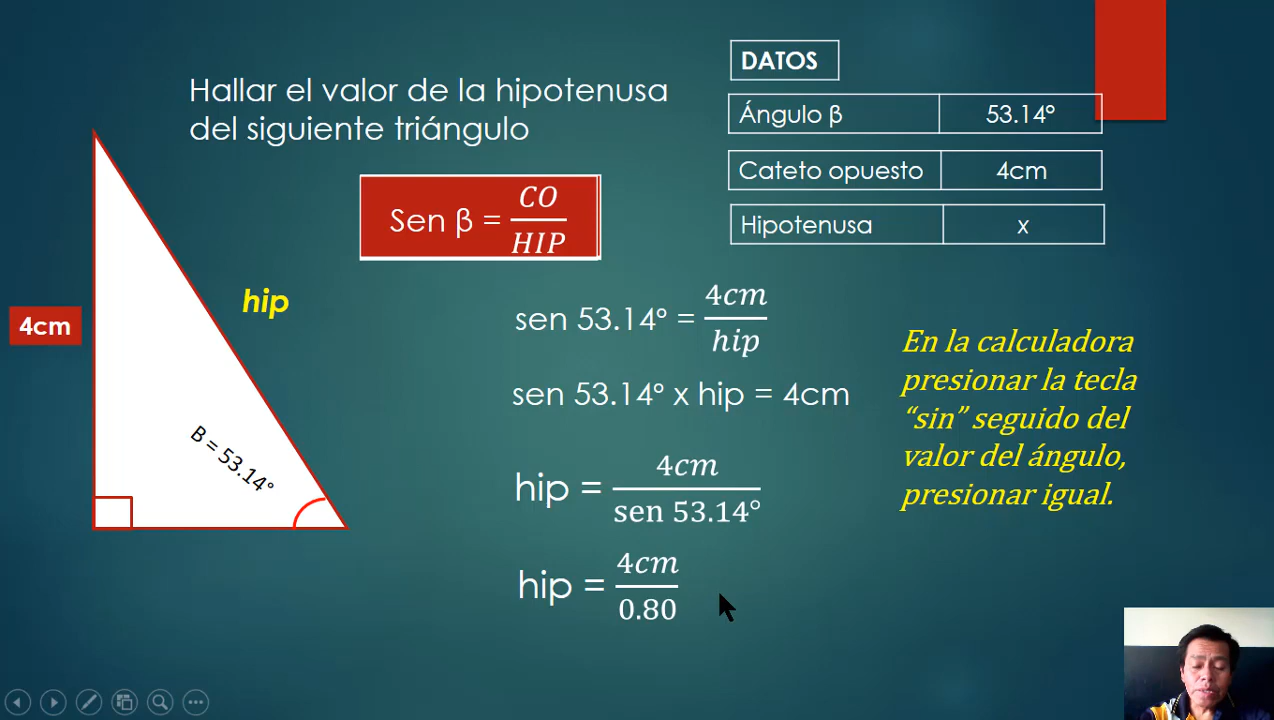 Hallar el valor de la hipotenusa
del siguiente triángulo
DATOS
Ángulo β 53.14°
Cateto opuesto 4cm
Hipotenusa x
Sen β = CO/HIP
4cm
hip
B = 53.14°
sen 53.14° = 4cm/hip
sen 53.14° x hip = 4cm
hip = 4cm/sen 53.14°
hip = 4cm/0.80
En la calculadora
presionar la tecla
“sin” seguido del
valor del ángulo,
presionar igual.